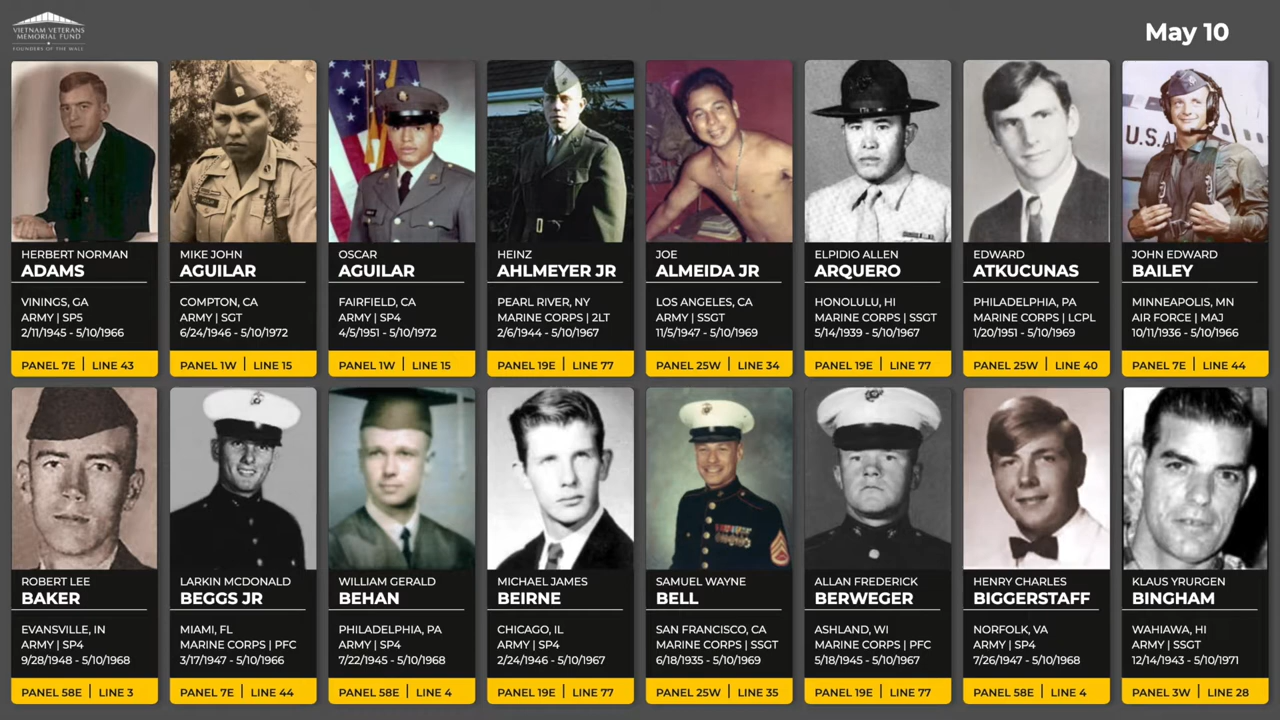 VIETNAM VETERANS
MEMORIAL FUND
FOUNDERS OF THE WALL
May 10
HERBERT NORMAN
ADAMS
VININGS, GA
ARMY | SP5
2/11/1945 - 5/10/1966
PANEL 7E | LINE 43
MIKE JOHN
AGUILAR
COMPTON, CA
ARMY | SGT
6/24/1946 - 5/10/1972
PANEL 1W | LINE 15
OSCAR
AGUILAR
FAIRFIELD, CA
ARMY | SP4
4/5/1951 - 5/10/1972
PANEL 1W | LINE 15
HEINZ
AHLMEYER JR
PEARL RIVER, NY
MARINE CORPS | 2LT
2/6/1944 - 5/10/1967
PANEL 19E | LINE 77
JOE
ALMEIDA JR
LOS ANGELES, CA
ARMY | SSGT
11/5/1947 - 5/10/1969
PANEL 25W | LINE 34
ELPIDIO ALLEN
ARQUERO
HONOLULU, HI
MARINE CORPS | SSGT
5/14/1939 - 5/10/1967
PANEL 19E | LINE 77
EDWARD
ATKUCUNAS
PHILADELPHIA, PA
MARINE CORPS | LCPL
1/20/1951 - 5/10/1969
PANEL 25W | LINE 40
U.S.A
JOHN EDWARD
BAILEY
MINNEAPOLIS, MN
AIR FORCE | MAJ
10/11/1936 - 5/10/1966
PANEL 7E | LINE 44
ROBERT LEE
BAKER
EVANSVILLE, IN
ARMY | SP4
9/28/1948 - 5/10/1968
PANEL 58E | LINE 3
LARKIN MCDONALD
BEGGS JR
MIAMI, FL
MARINE CORPS | PFC
3/17/1947 - 5/10/1966
PANEL 7E | LINE 44
WILLIAM GERALD
BEHAN
PHILADELPHIA, PA
ARMY | SP4
7/22/1945 - 5/10/1968
PANEL 58E | LINE 4
MICHAEL JAMES
BEIRNE
CHICAGO, IL
ARMY | SP4
2/24/1946 - 5/10/1967
PANEL 19E | LINE 77
SAMUEL WAYNE
BELL
SAN FRANCISCO, CA
MARINE CORPS | SSGT
6/18/1935 - 5/10/1969
PANEL 25W | LINE 35
ALLAN FREDERICK
BERWEGER
ASHLAND, WI
MARINE CORPS | PFC
5/18/1945 - 5/10/1967
PANEL 19E | LINE 77
HENRY CHARLES
BIGGERSTAFF
NORFOLK, VA
ARMY | SP4
7/26/1947 - 5/10/1968
PANEL 58E | LINE 4
KLAUS YRURGEN
BINGHAM
WAHIAWA, HI
ARMY | SSGT
12/14/1943 - 5/10/1971
PANEL 3W | LINE 28